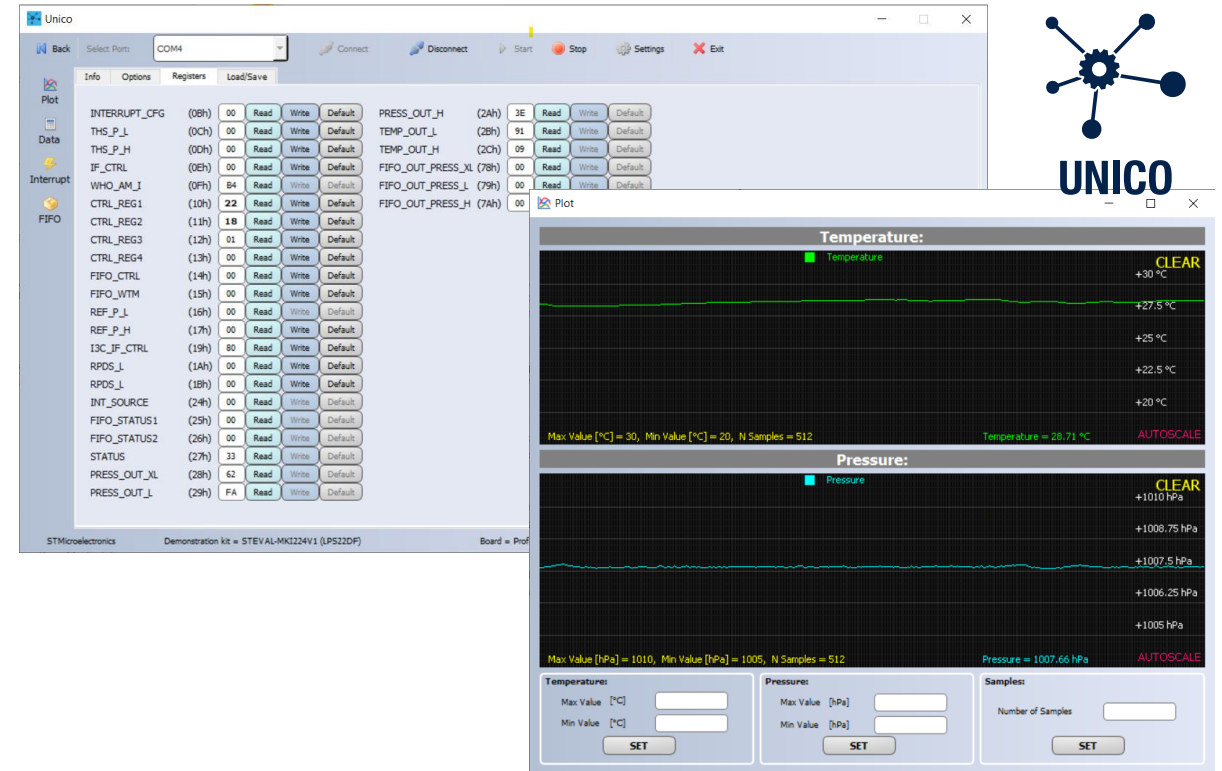 Unico
Back Select Port: COM4 Connect Disconnect Start Stop Settings Exit
Info Options Registers Load/Save
Plot
Data
Interrupt
FIFO
INTERRUPT_CFG (0Bh) 00 Read Write Default
THS_P_L (0Ch) 00 Read Write Default
THS_P_H (0Dh) 00 Read Write Default
IF_CTRL (0Eh) 00 Read Write Default
WHO_AM_I (0Fh) B4 Read Write Default
CTRL_REG1 (10h) 22 Read Write Default
CTRL_REG2 (11h) 18 Read Write Default
CTRL_REG3 (12h) 01 Read Write Default
CTRL_REG4 (13h) 00 Read Write Default
FIFO_CTRL (14h) 00 Read Write Default
FIFO_WTM (15h) 00 Read Write Default
REF_P_L (16h) 00 Read Write Default
REF_P_H (17h) 00 Read Write Default
I3C_IF_CTRL (19h) 80 Read Write Default
RPDS_L (1Ah) 00 Read Write Default
RPDS_L (1Bh) 00 Read Write Default
INT_SOURCE (24h) 00 Read Write Default
FIFO_STATUS1 (25h) 00 Read Write Default
FIFO_STATUS2 (26h) 00 Read Write Default
STATUS (27h) 33 Read Write Default
PRESS_OUT_XL (28h) 62 Read Write Default
PRESS_OUT_L (29h) FA Read Write Default
PRESS_OUT_H (2Ah) 3E Read Write Default
TEMP_OUT_L (2Bh) 91 Read Write Default
TEMP_OUT_H (2Ch) 09 Read Write Default
FIFO_OUT_PRESS_XL (78h) 00 Read Write Default
FIFO_OUT_PRESS_L (79h) 00 Read Write Default
FIFO_OUT_PRESS_H (7Ah) 00
STMicroelectronics Demonstration kit = STEVAL-MKI224V1 (LPS22DF) Board = Prof
UNICO
Plot
Temperature:
Temperature
CLEAR
+30 °C
+27.5 °C
+25 °C
+22.5 °C
+20 °C
Max Value [°C] = 30, Min Value [°C] = 20, N Samples = 512 Temperature = 28.71 °C AUTOSCALE
Pressure:
Pressure
CLEAR
+1010 hPa
+1008.75 hPa
+1007.5 hPa
+1006.25 hPa
+1005 hPa
Max Value [hPa] = 1010, Min Value [hPa] = 1005, N Samples = 512 Pressure = 1007.66 hPa AUTOSCALE
Temperature:
Max Value [°C]
Min Value [°C]
SET
Pressure:
Max Value [hPa]
Min Value [hPa]
SET
Samples:
Number of Samples
SET